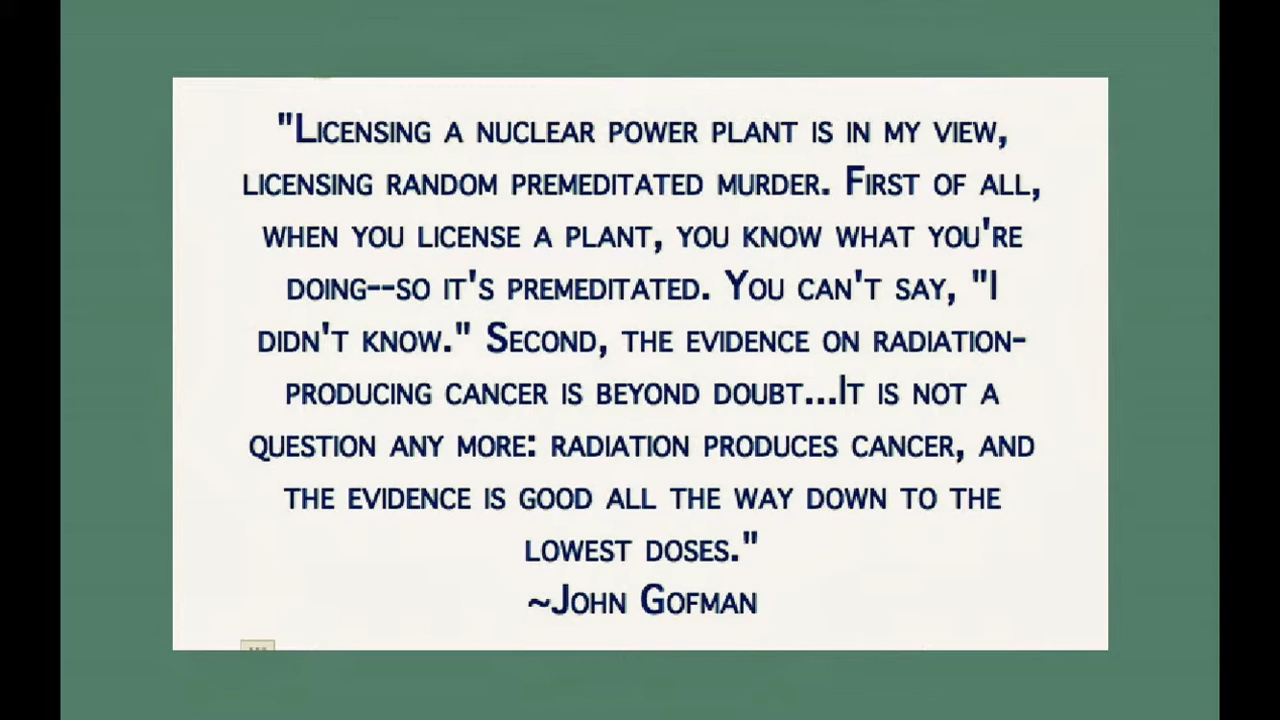 "Licensing a nuclear power plant is in my view,
licensing random premeditated murder. First of all,
when you license a plant, you know what you're
doing--so it's premeditated. You can't say, "I
didn't know." Second, the evidence on radiation-
producing cancer is beyond doubt...It is not a
question any more: radiation produces cancer, and
the evidence is good all the way down to the
lowest doses."
~John Gofman